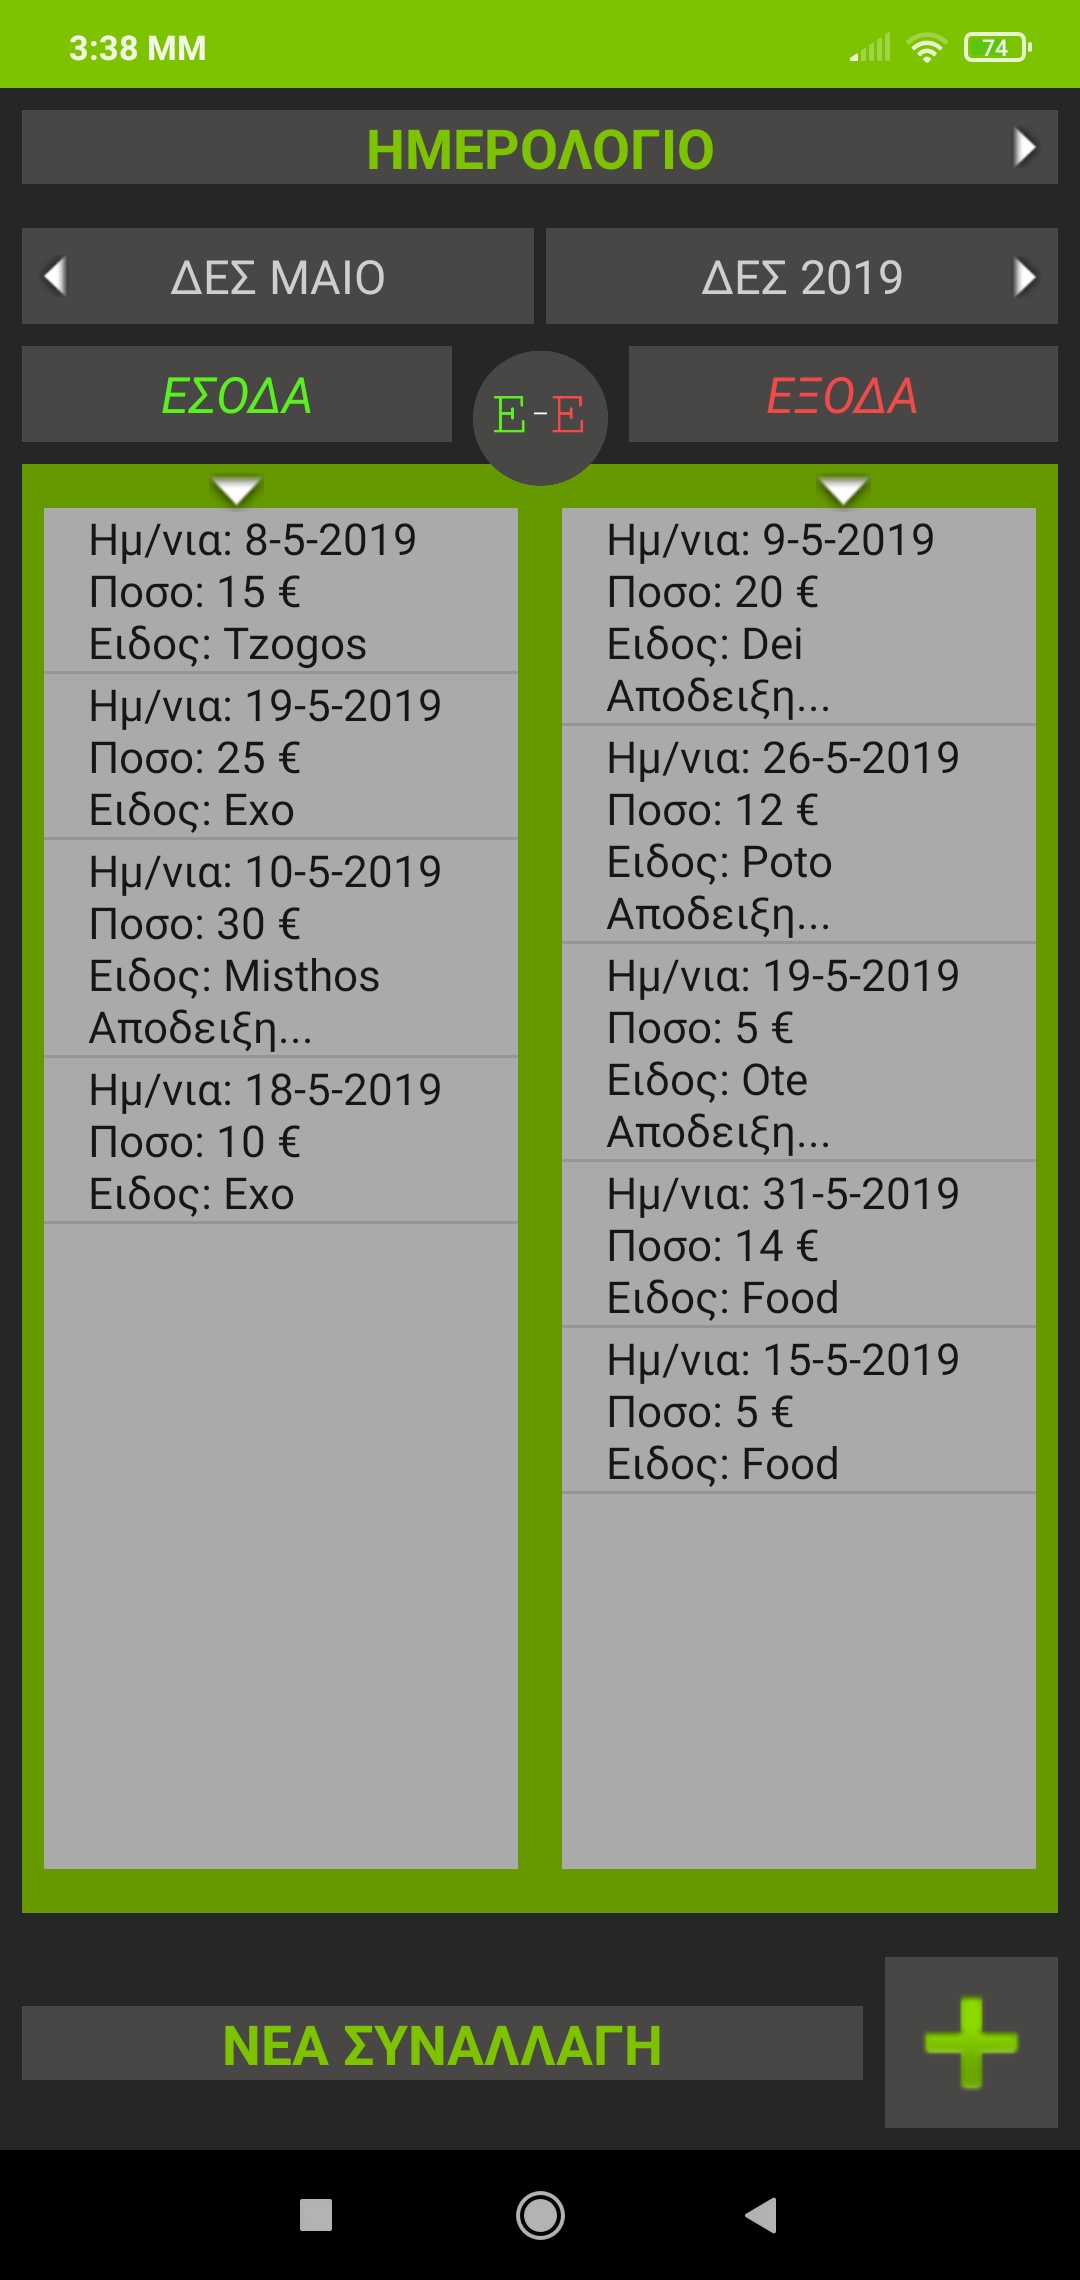 3:38 ΜΜ
74
ΗΜΕΡΟΛΟΓΙΟ
ΔΕΣ ΜΑΙΟ
ΔΕΣ 2019
ΕΣΟΔΑ
Ε-Ε
ΕΞΟΔΑ
Ημ/νια: 8-5-2019
Ποσο: 15 €
Ειδος: Tzogos
Ημ/νια: 19-5-2019
Ποσο: 25 €
Ειδος: Exo
Ημ/νια: 10-5-2019
Ποσο: 30 €
Ειδος: Misthos
Αποδειξη...
Ημ/νια: 18-5-2019
Ποσο: 10 €
Ειδος: Exo
Ημ/νια: 9-5-2019
Ποσο: 20 €
Ειδος: Dei
Αποδειξη...
Ημ/νια: 26-5-2019
Ποσο: 12 €
Ειδος: Poto
Αποδειξη...
Ημ/νια: 19-5-2019
Ποσο: 5 €
Ειδος: Ote
Αποδειξη...
Ημ/νια: 31-5-2019
Ποσο: 14 €
Ειδος: Food
Ημ/νια: 15-5-2019
Ποσο: 5 €
Ειδος: Food
ΝΕΑ ΣΥΝΑΛΛΑΓΗ